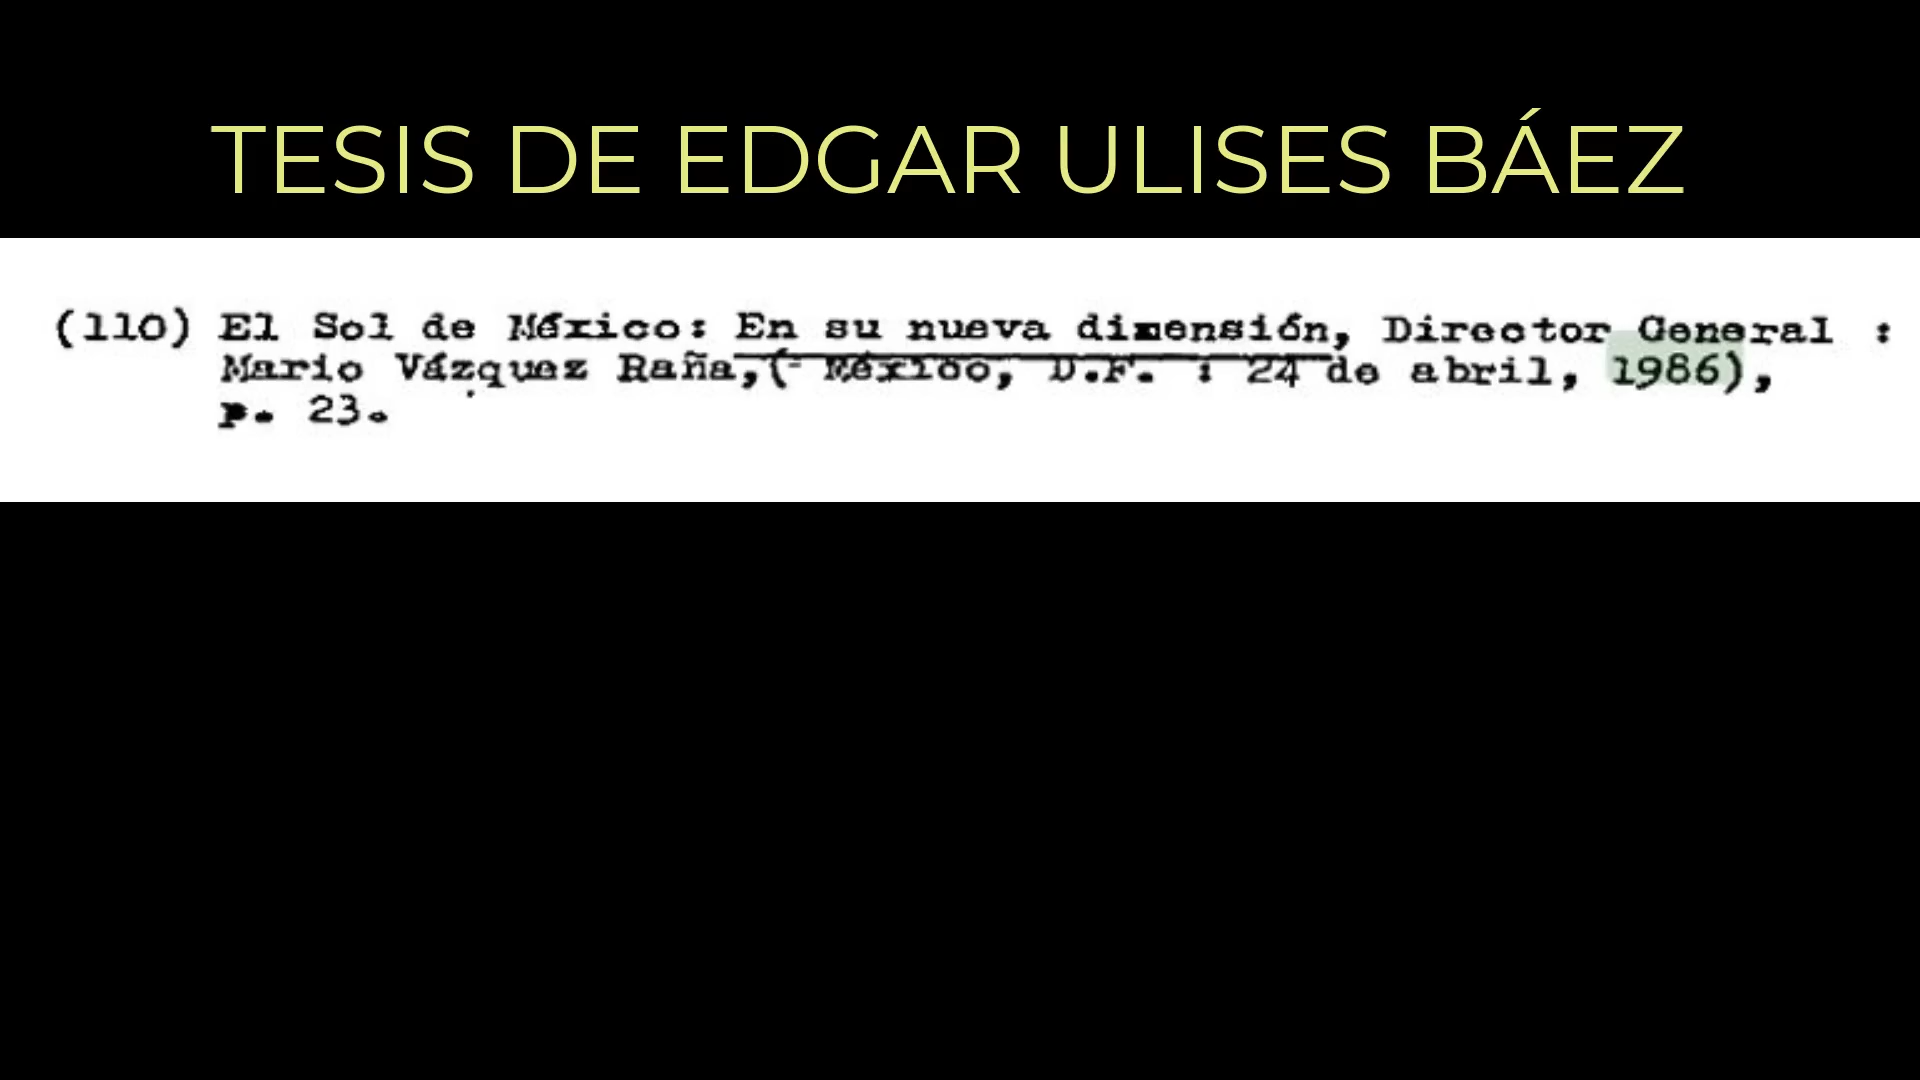 TESIS DE EDGAR ULISES BÁEZ
(110) El Sol de México: En su nueva dimensión, Director General :
Mario Vázquez Raña,(- México, D.F. : 24 de abril, 1986),
p. 23.